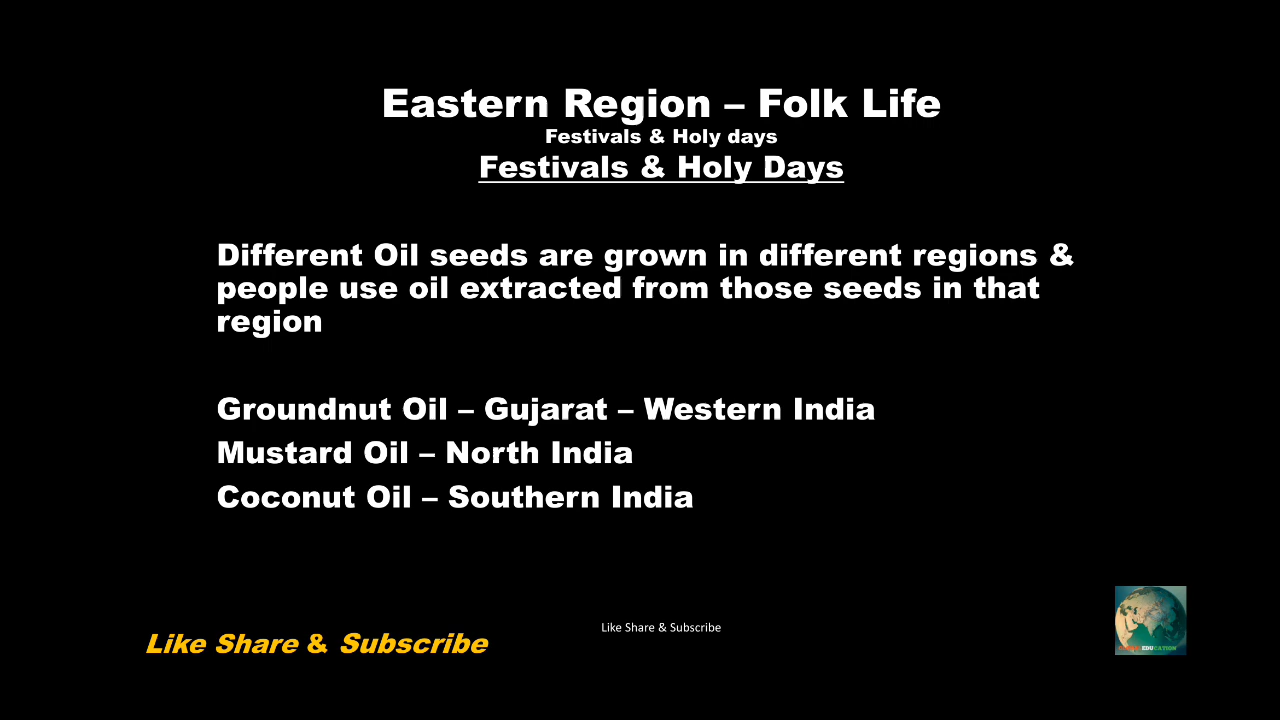 Eastern Region – Folk Life
Festivals & Holy days
Festivals & Holy Days
Different Oil seeds are grown in different regions &
people use oil extracted from those seeds in that
region
Groundnut Oil – Gujarat – Western India
Mustard Oil – North India
Coconut Oil – Southern India
Like Share & Subscribe
Like Share & Subscribe